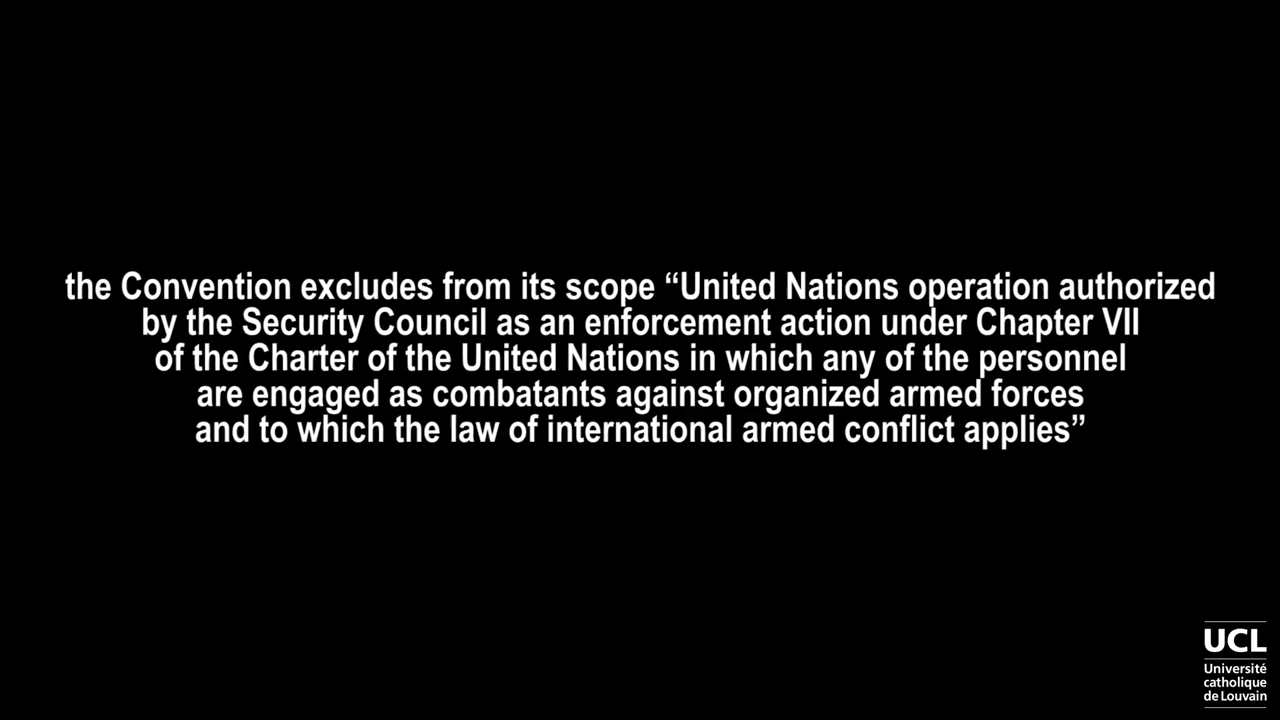 the Convention excludes from its scope “United Nations operation authorized
by the Security Council as an enforcement action under Chapter VII
of the Charter of the United Nations in which any of the personnel
are engaged as combatants against organized armed forces
and to which the law of international armed conflict applies”
UCL
Université
catholique
de Louvain